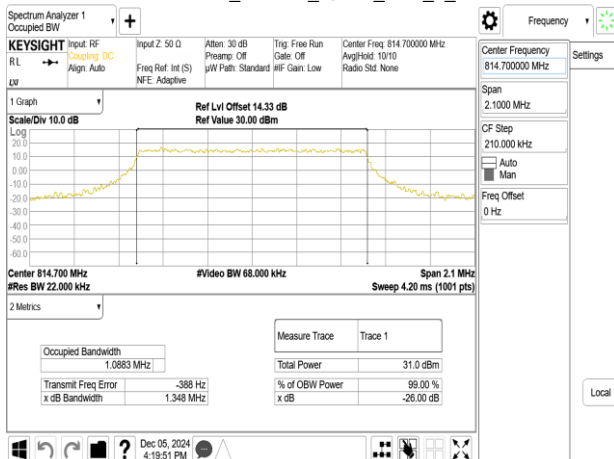 Spectrum Analyzer 1
Occupied BW
Frequency
KEYSIGHT
RL
LXI
Input: RF
Coupling: DC
Align: Auto
Input Z: 50 Ω
Freq Ref: Int (S)
NFE: Adaptive
Atten: 30 dB
Preamp: Off
µW Path: Standard
Trig: Free Run
Gate: Off
#IF Gain: Low
Center Freq: 814.700000 MHz
Avg|Hold: 10/10
Radio Std: None
Center Frequency
814.700000 MHz
Settings
Span
2.1000 MHz
CF Step
210.000 kHz
Auto
Man
Freq Offset
0 Hz
Local
1 Graph
Ref Lvl Offset 14.33 dB
Scale/Div 10.0 dB
Ref Value 30.00 dBm
Log
20.0
10.0
0.00
-10.0
-20.0
-30.0
-40.0
-50.0
-60.0
Center 814.700 MHz
#Video BW 68.000 kHz
Span 2.1 MHz
#Res BW 22.000 kHz
Sweep 4.20 ms (1001 pts)
2 Metrics
Measure Trace
Trace 1
Occupied Bandwidth
1.0883 MHz
Total Power
31.0 dBm
Transmit Freq Error
-388 Hz
% of OBW Power
99.00 %
x dB Bandwidth
1.348 MHz
x dB
-26.00 dB
?
Dec 05, 2024
4:19:51 PM